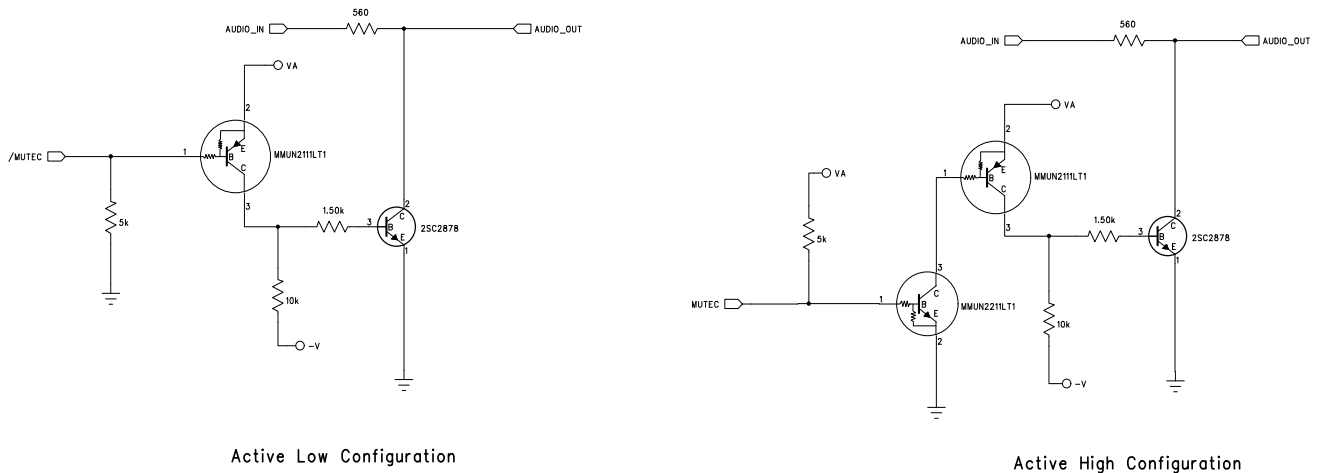 560
AUDIO_IN
AUDIO_OUT
VA
2
/MUTEC
1
E
B
C
MMUN2111LT1
3
5k
1.50k
3
2
C
B
E
1
2SC2878
10k
-V
Active Low Configuration
560
AUDIO_IN
AUDIO_OUT
VA
2
1
E
B
C
MMUN2111LT1
3
VA
5k
1.50k
3
2
C
B
E
1
2SC2878
3
MUTEC
1
C
B
E
MMUN2211LT1
2
10k
-V
Active High Configuration